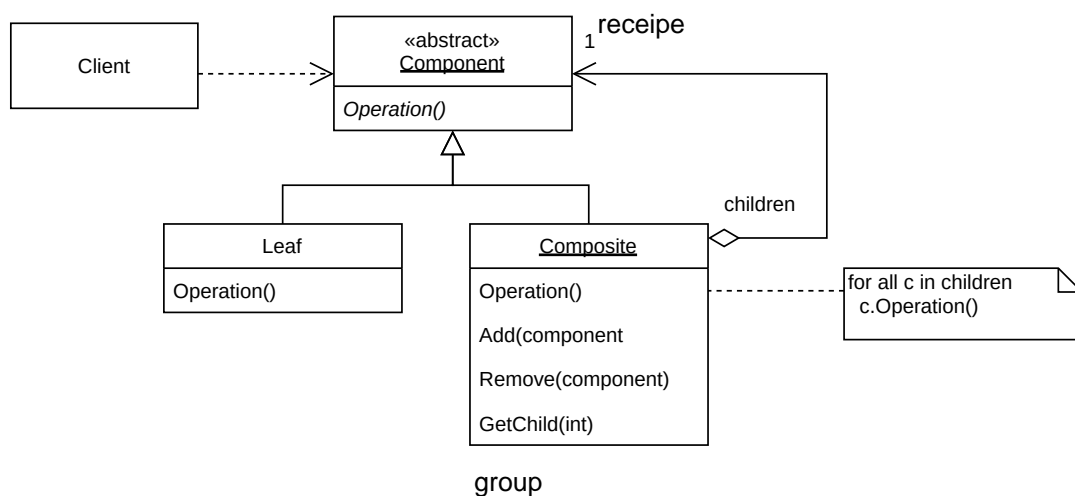 receipe
1
Client
«abstract»
Component
Operation()
children
Leaf
Operation()
Composite
Operation()
Add(component
Remove(component)
GetChild(int)
for all c in children
c.Operation()
group